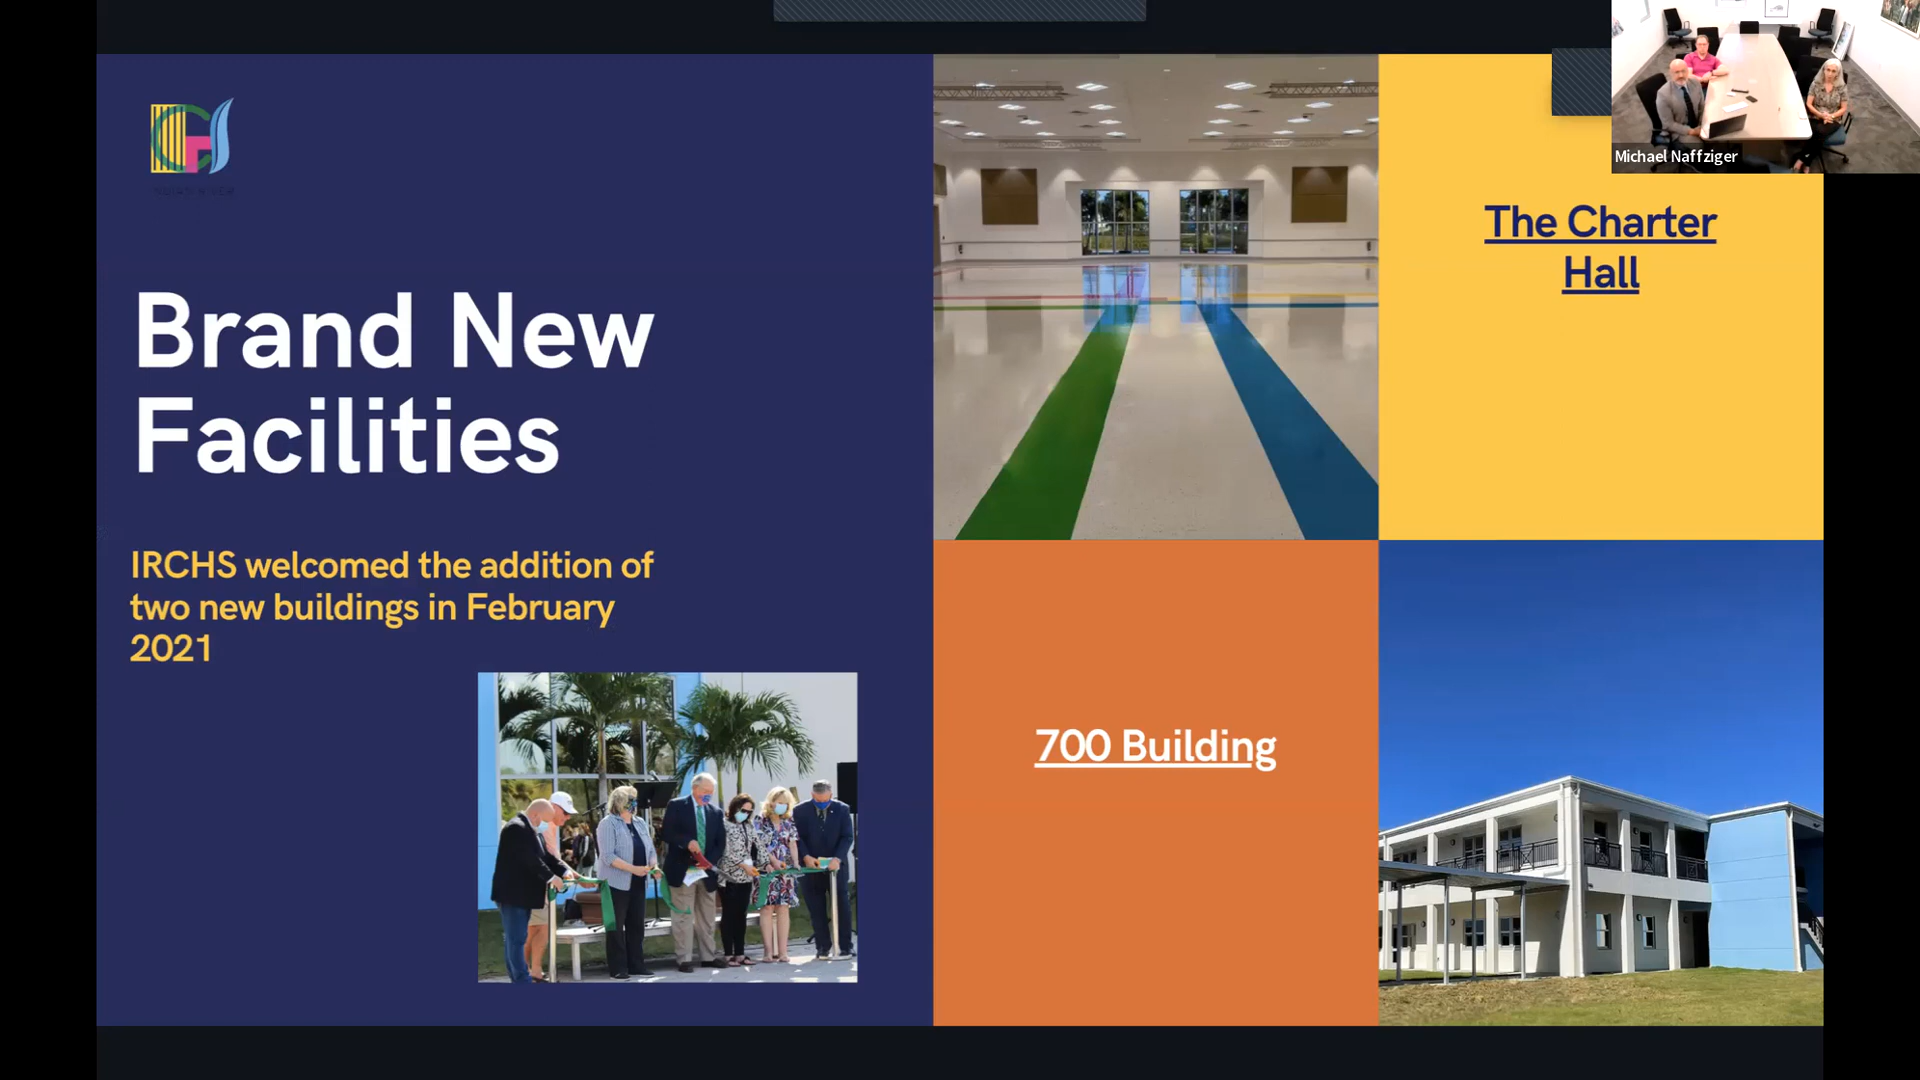 Brand New
Facilities
IRCHS welcomed the addition of
two new buildings in February
2021
The Charter
Hall
700 Building
Michael Naffziger